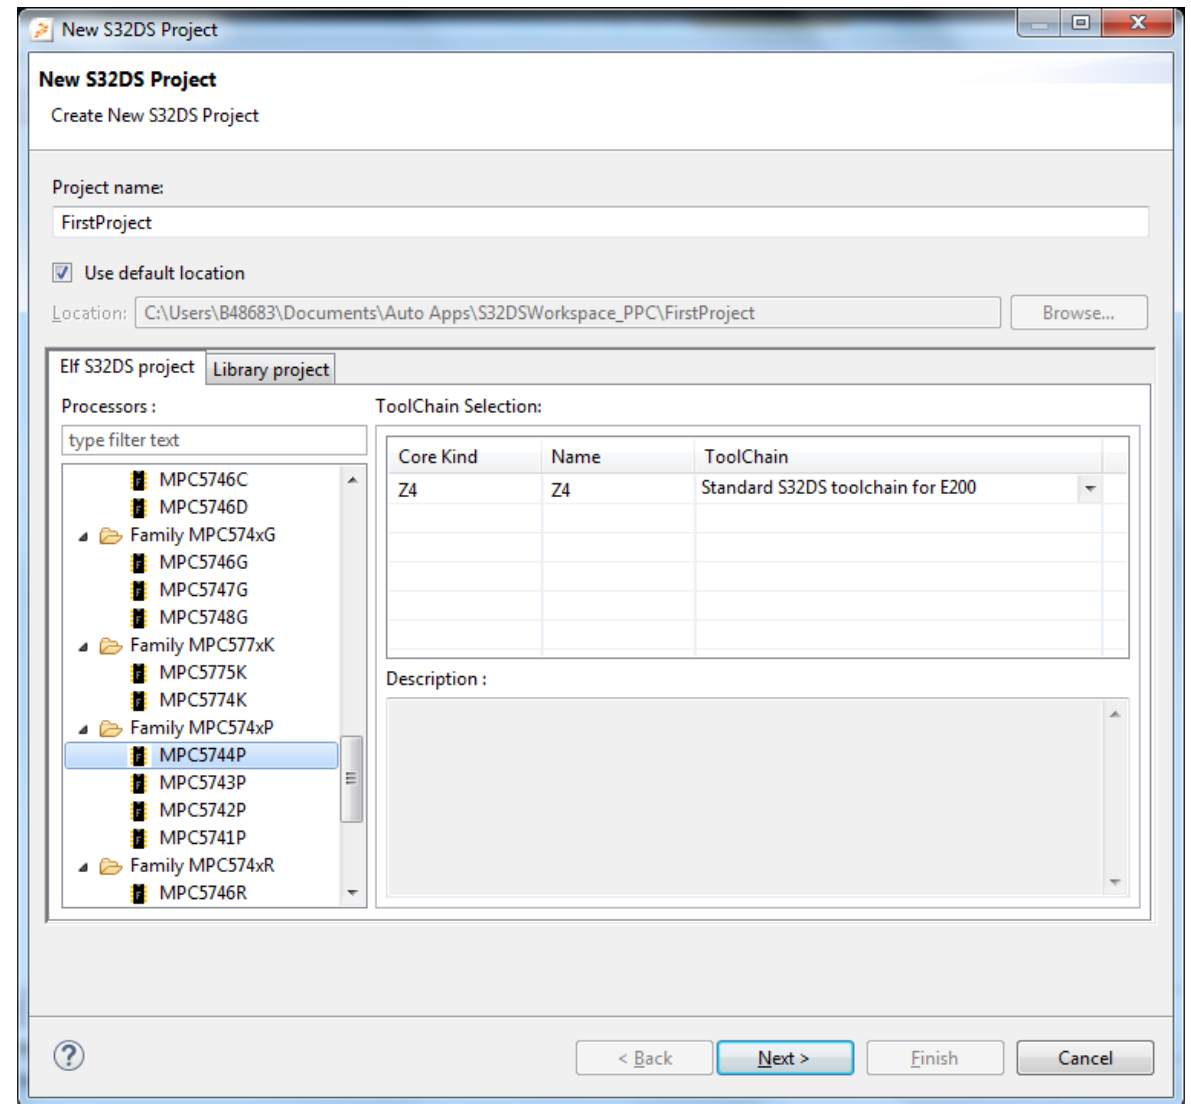 New S32DS Project
New S32DS Project
Create New S32DS Project
Project name:
FirstProject
Use default location
Location: C:\Users\B48683\Documents\Auto Apps\S32DSWorkspace_PPC\FirstProject Browse...
Elf S32DS project Library project
Processors : ToolChain Selection:
type filter text
Core Kind Name ToolChain
Z4 Z4 Standard S32DS toolchain for E200
MPC5746C
MPC5746D
Family MPC574xG
MPC5746G
MPC5747G
MPC5748G
Family MPC577xK
MPC5775K
MPC5774K
Family MPC574xP
MPC5744P
MPC5743P
MPC5742P
MPC5741P
Family MPC574xR
MPC5746R
Description :
< Back Next > Finish Cancel